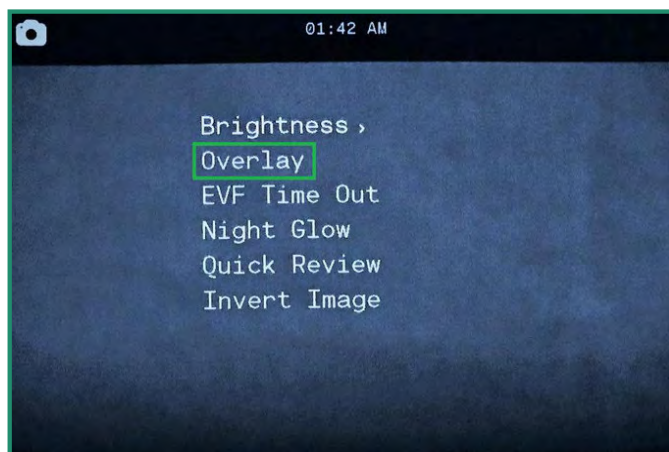 01:42 AM
Brightness ›
Overlay
EVF Time Out
Night Glow
Quick Review
Invert Image